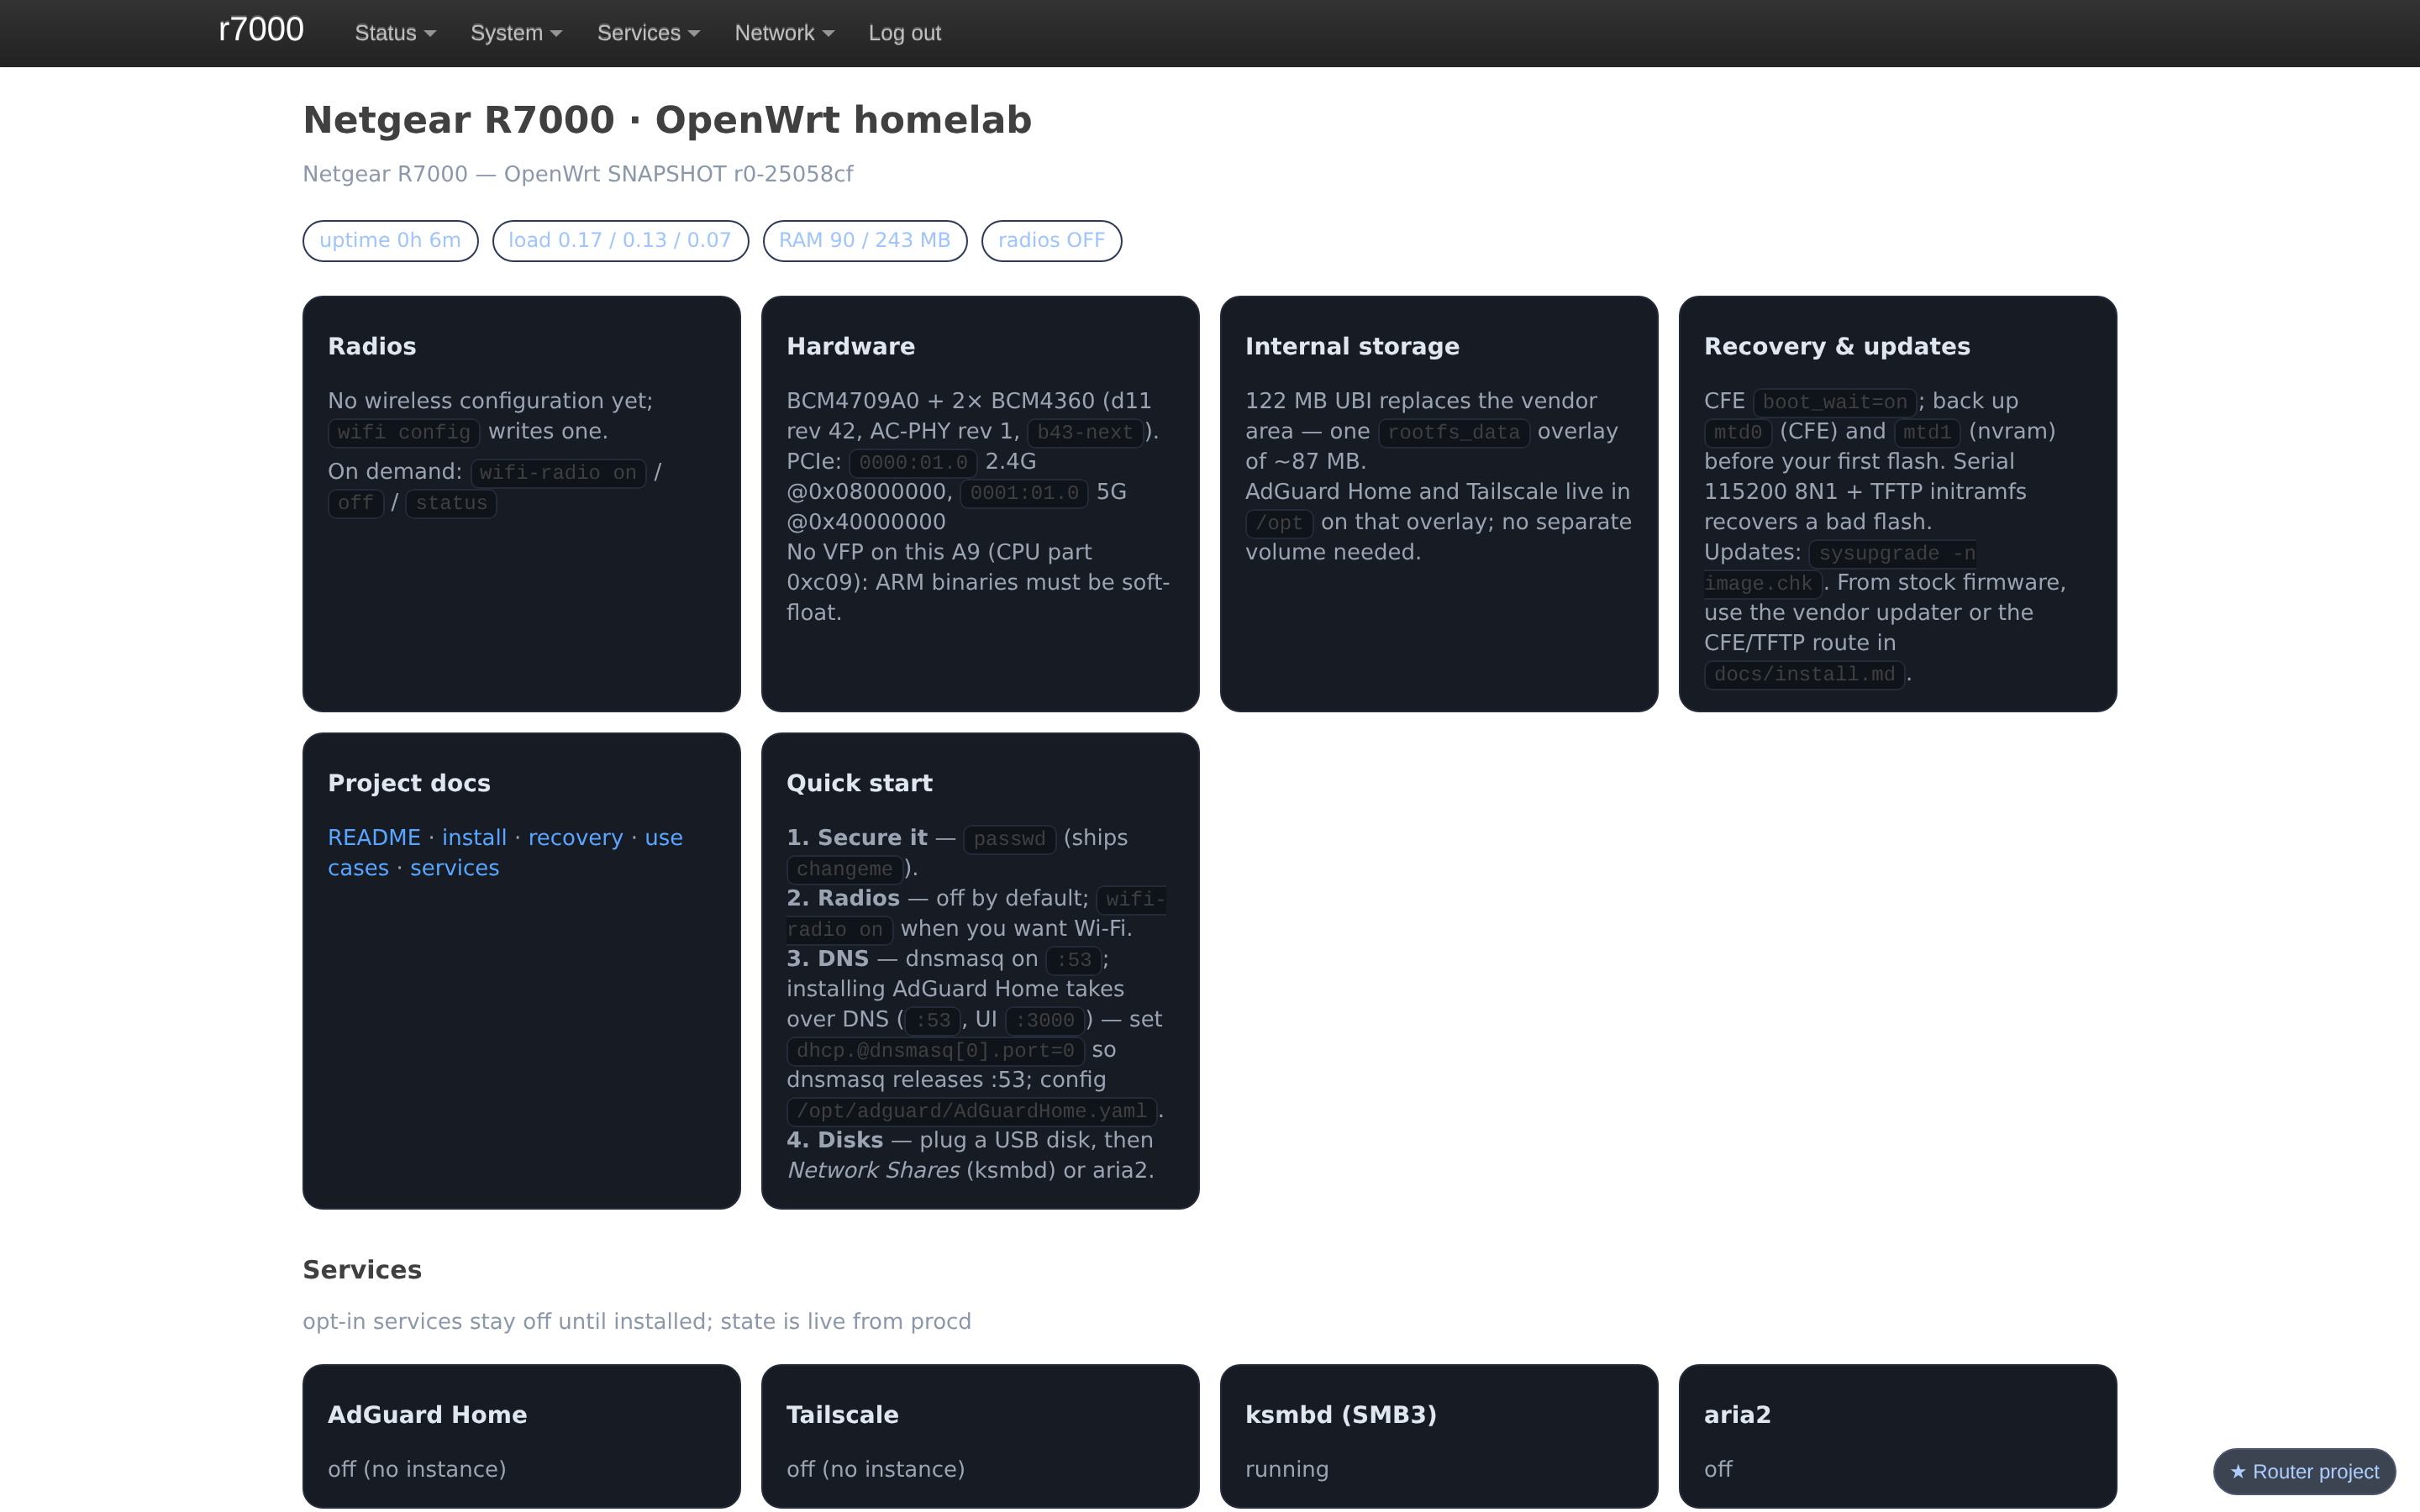 r7000 Status System Services Network Log out
Netgear R7000 · OpenWrt homelab
Netgear R7000 — OpenWrt SNAPSHOT r0-25058cf
uptime 0h 6m load 0.17 / 0.13 / 0.07 RAM 90 / 243 MB radios OFF
Radios
No wireless configuration yet;
wifi config writes one.
On demand: wifi-radio on /
off / status
Hardware
BCM4709A0 + 2× BCM4360 (d11
rev 42, AC-PHY rev 1, b43-next).
PCIe: 0000:01.0 2.4G
@0x08000000, 0001:01.0 5G
@0x40000000
No VFP on this A9 (CPU part
0xc09): ARM binaries must be soft-
float.
Internal storage
122 MB UBI replaces the vendor
area — one rootfs_data overlay
of ~87 MB.
AdGuard Home and Tailscale live in
/opt on that overlay; no separate
volume needed.
Recovery & updates
CFE boot_wait=on; back up
mtd0 (CFE) and mtd1 (nvram)
before your first flash. Serial
115200 8N1 + TFTP initramfs
recovers a bad flash.
Updates: sysupgrade -n
image.chk. From stock firmware,
use the vendor updater or the
CFE/TFTP route in
docs/install.md.
Project docs
README · install · recovery · use
cases · services
Quick start
1. Secure it — passwd (ships
changeme).
2. Radios — off by default; wifi-
radio on when you want Wi-Fi.
3. DNS — dnsmasq on :53;
installing AdGuard Home takes
over DNS (:53, UI :3000) — set
dhcp.@dnsmasq[0].port=0 so
dnsmasq releases :53; config
/opt/adguard/AdGuardHome.yaml.
4. Disks — plug a USB disk, then
Network Shares (ksmbd) or aria2.
Services
opt-in services stay off until installed; state is live from procd
AdGuard Home
off (no instance)
Tailscale
off (no instance)
ksmbd (SMB3)
running
aria2
off
★ Router project